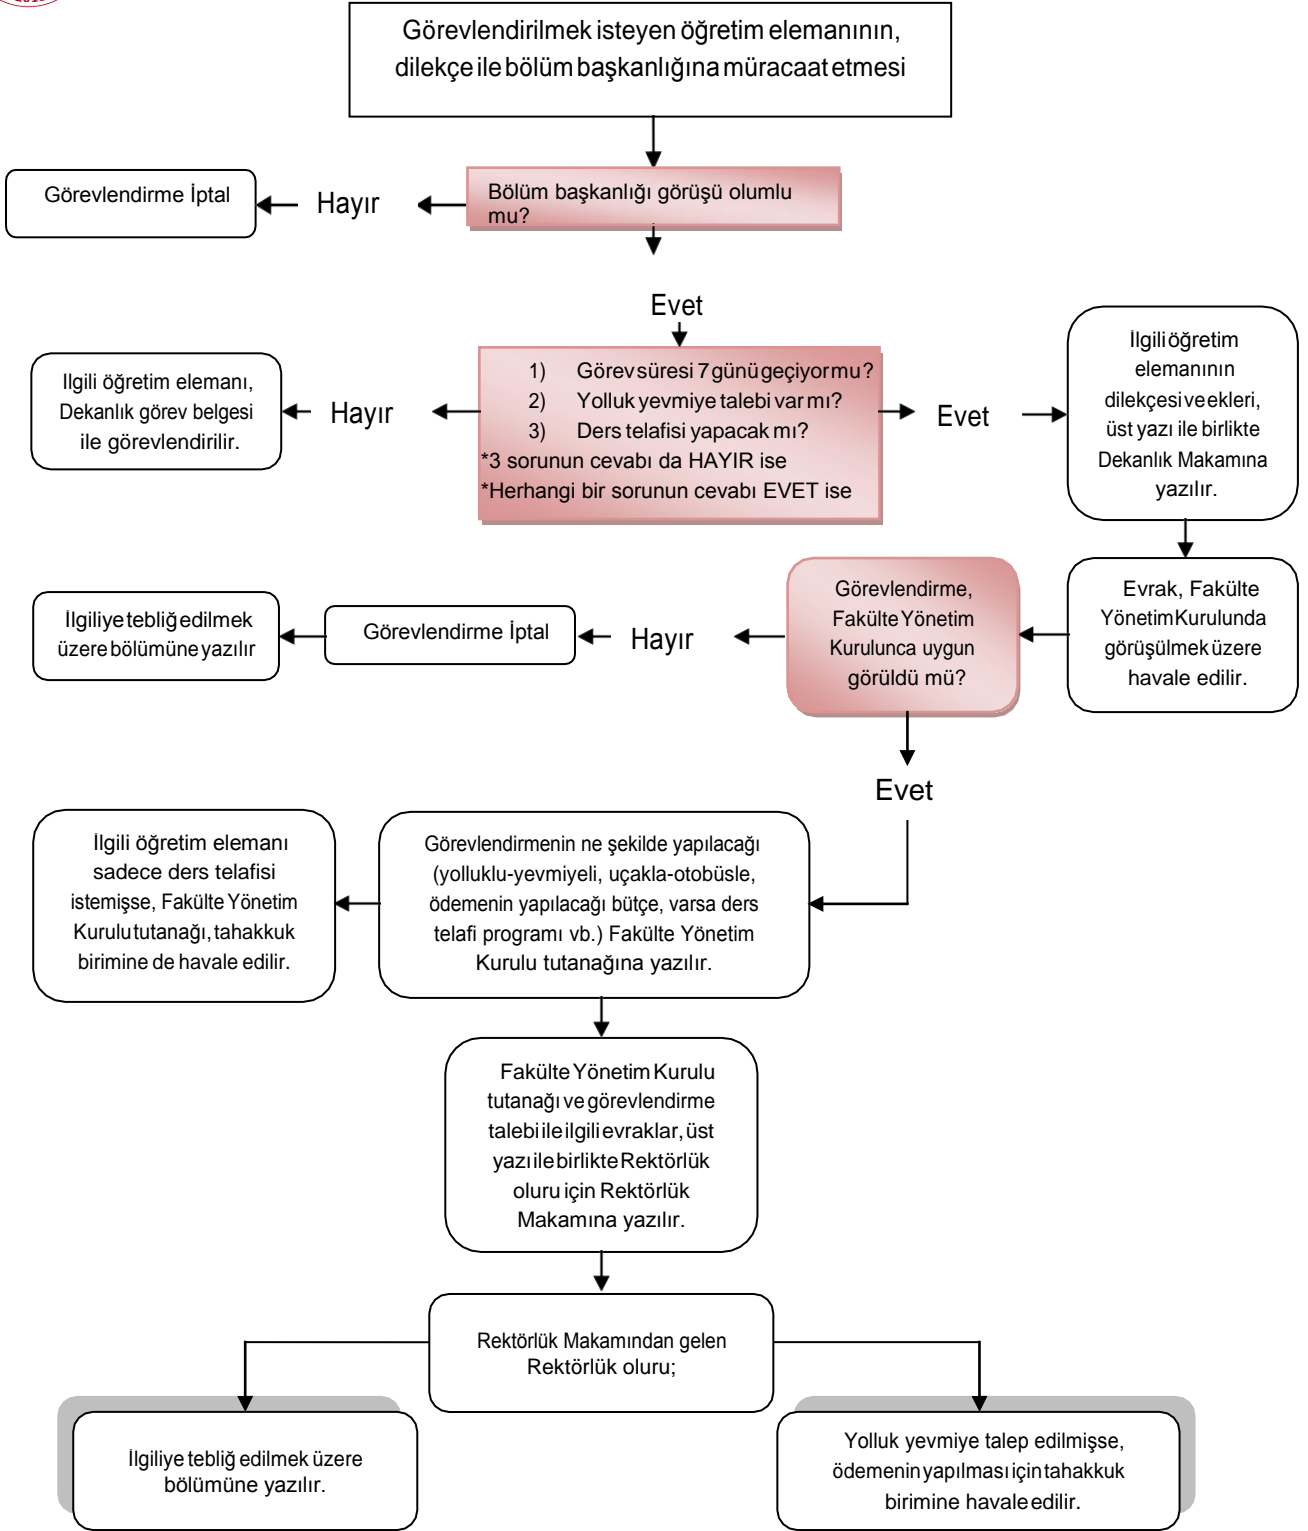 Görevlendirilmek isteyen öğretim elemanının,
dilekçe ile bölüm başkanlığına müracaat etmesi
Bölüm başkanlığı görüşü olumlu
mu?
Hayır
Görevlendirme İptal
Evet
1) Görev süresi 7 günü geçiyor mu?
2) Yolluk yevmiye talebi var mı?
3) Ders telafisi yapacak mı?
*3 sorunun cevabı da HAYIR ise
*Herhangi bir sorunun cevabı EVET ise
Hayır
Ilgili öğretim elemanı,
Dekanlık görev belgesi
ile görevlendirilir.
Evet
İlgili öğretim
elemanının
dilekçesi ve ekleri,
üst yazı ile birlikte
Dekanlık Makamına
yazılır.
Evrak, Fakülte
Yönetim Kurulunda
görüşülmek üzere
havale edilir.
Görevlendirme,
Fakülte Yönetim
Kurulunca uygun
görüldü mü?
Hayır
Görevlendirme İptal
İlgiliye tebliğ edilmek
üzere bölümüne yazılır
Evet
Görevlendirmenin ne şekilde yapılacağı
(yolluklu-yevmiyeli, uçakla-otobüsle,
ödemenin yapılacağı bütçe, varsa ders
telafi programı vb.) Fakülte Yönetim
Kurulu tutanağına yazılır.
İlgili öğretim elemanı
sadece ders telafisi
istemişse, Fakülte Yönetim
Kurulu tutanağı, tahakkuk
birimine de havale edilir.
Fakülte Yönetim Kurulu
tutanağı ve görevlendirme
talebi ile ilgili evraklar, üst
yazı ile birlikte Rektörlük
oluru için Rektörlük
Makamına yazılır.
Rektörlük Makamından gelen
Rektörlük oluru;
İlgiliye tebliğ edilmek üzere
bölümüne yazılır.
Yolluk yevmiye talep edilmişse,
ödemenin yapılması için tahakkuk
birimine havale edilir.